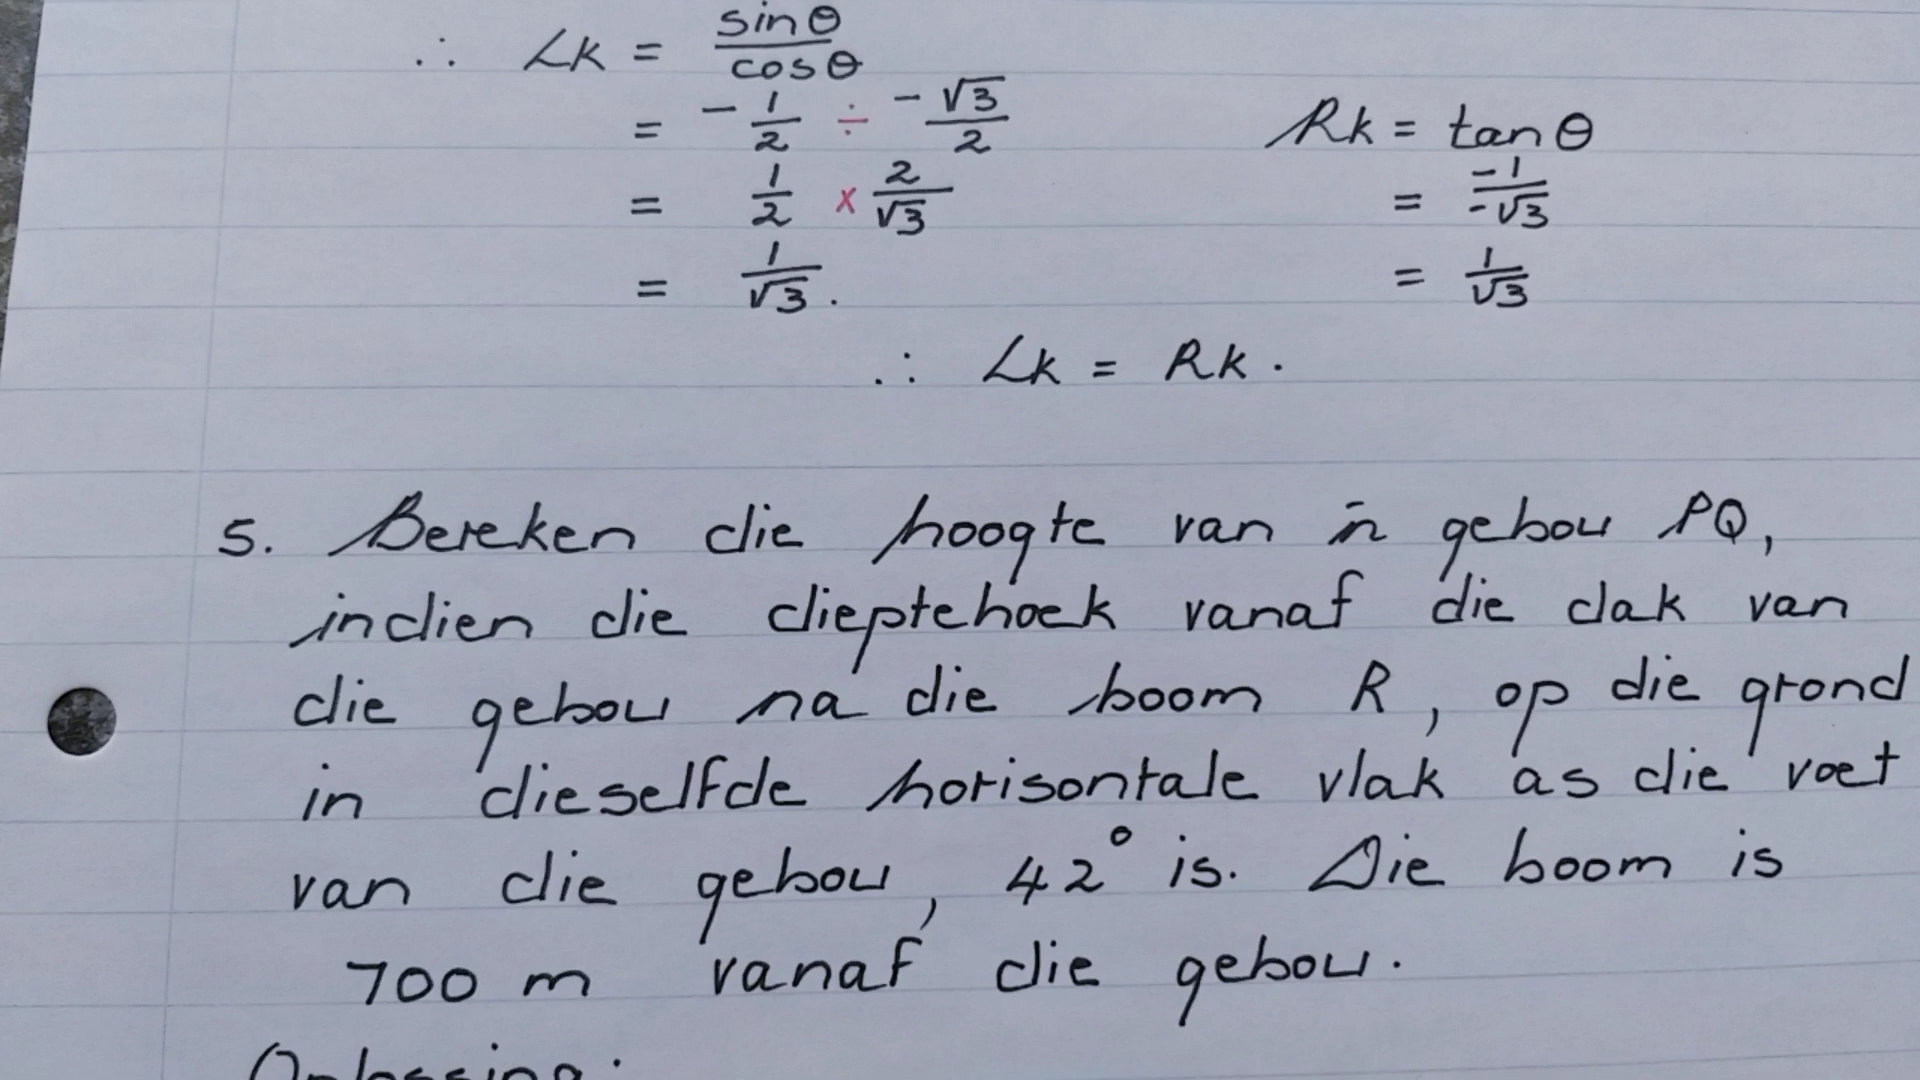 ∴ Lk = sinθ/cosθ
= -1/2 ÷ -√3/2
= 1/2 × 2/√3
= 1/√3.
Rk = tanθ
= -1/-√3
= 1/√3
∴ Lk = Rk.
5. Bereken die hoogte van 'n gebou PQ,
indien die dieptehoek vanaf die dak van
die gebou na die boom R, op die grond
in dieselfde horisontale vlak as die voet
van die gebou, 42° is. Die boom is
700 m vanaf die gebou.
Oplossing: